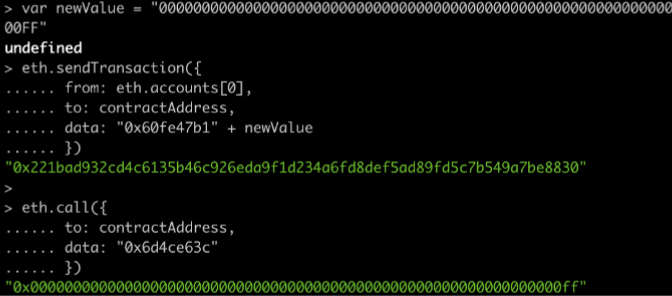 > var newValue = "000000000000000000000000000000000000000000000000000000000000
00FF"
undefined
> eth.sendTransaction({
...... from: eth.accounts[0],
...... to: contractAddress,
...... data: "0x60fe47b1" + newValue
...... })
"0x221bad932cd4c6135b46c926eda9f1d234a6fd8def5ad89fd5c7b549a7be8830"
>
> eth.call({
...... to: contractAddress,
...... data: "0x6d4ce63c"
...... })
"0x00000000000000000000000000000000000000000000000000000000000000ff"